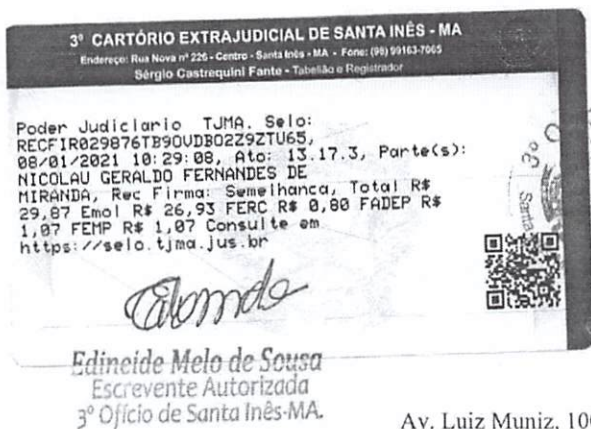 3º CARTÓRIO EXTRAJUDICIAL DE SANTA INÊS - MA
Endereço: Rua Nova nº 226 - Centro - Santa Inês - MA - Fone: (98) 99163-7065
Sérgio Castrequini Fante - Tabelião e Registrador
Poder Judiciario TJMA. Selo:
RECFIR029876TB9OVDBO2Z9ZTU65,
08/01/2021 10:29:08, Ato: 13.17.3, Parte(s):
NICOLAU GERALDO FERNANDES DE
MIRANDA, Rec Firma: Semelhanca, Total R$
29,87 Emol R$ 26,93 FERC R$ 0,80 FADEP R$
1,07 FEMP R$ 1,07 Consulte em
https://selo.tjma.jus.br
3º
Santa
Edineide Melo de Sousa
Escrevente Autorizada
3º Ofício de Santa Inês-MA.
Av. Luiz Muniz, 100